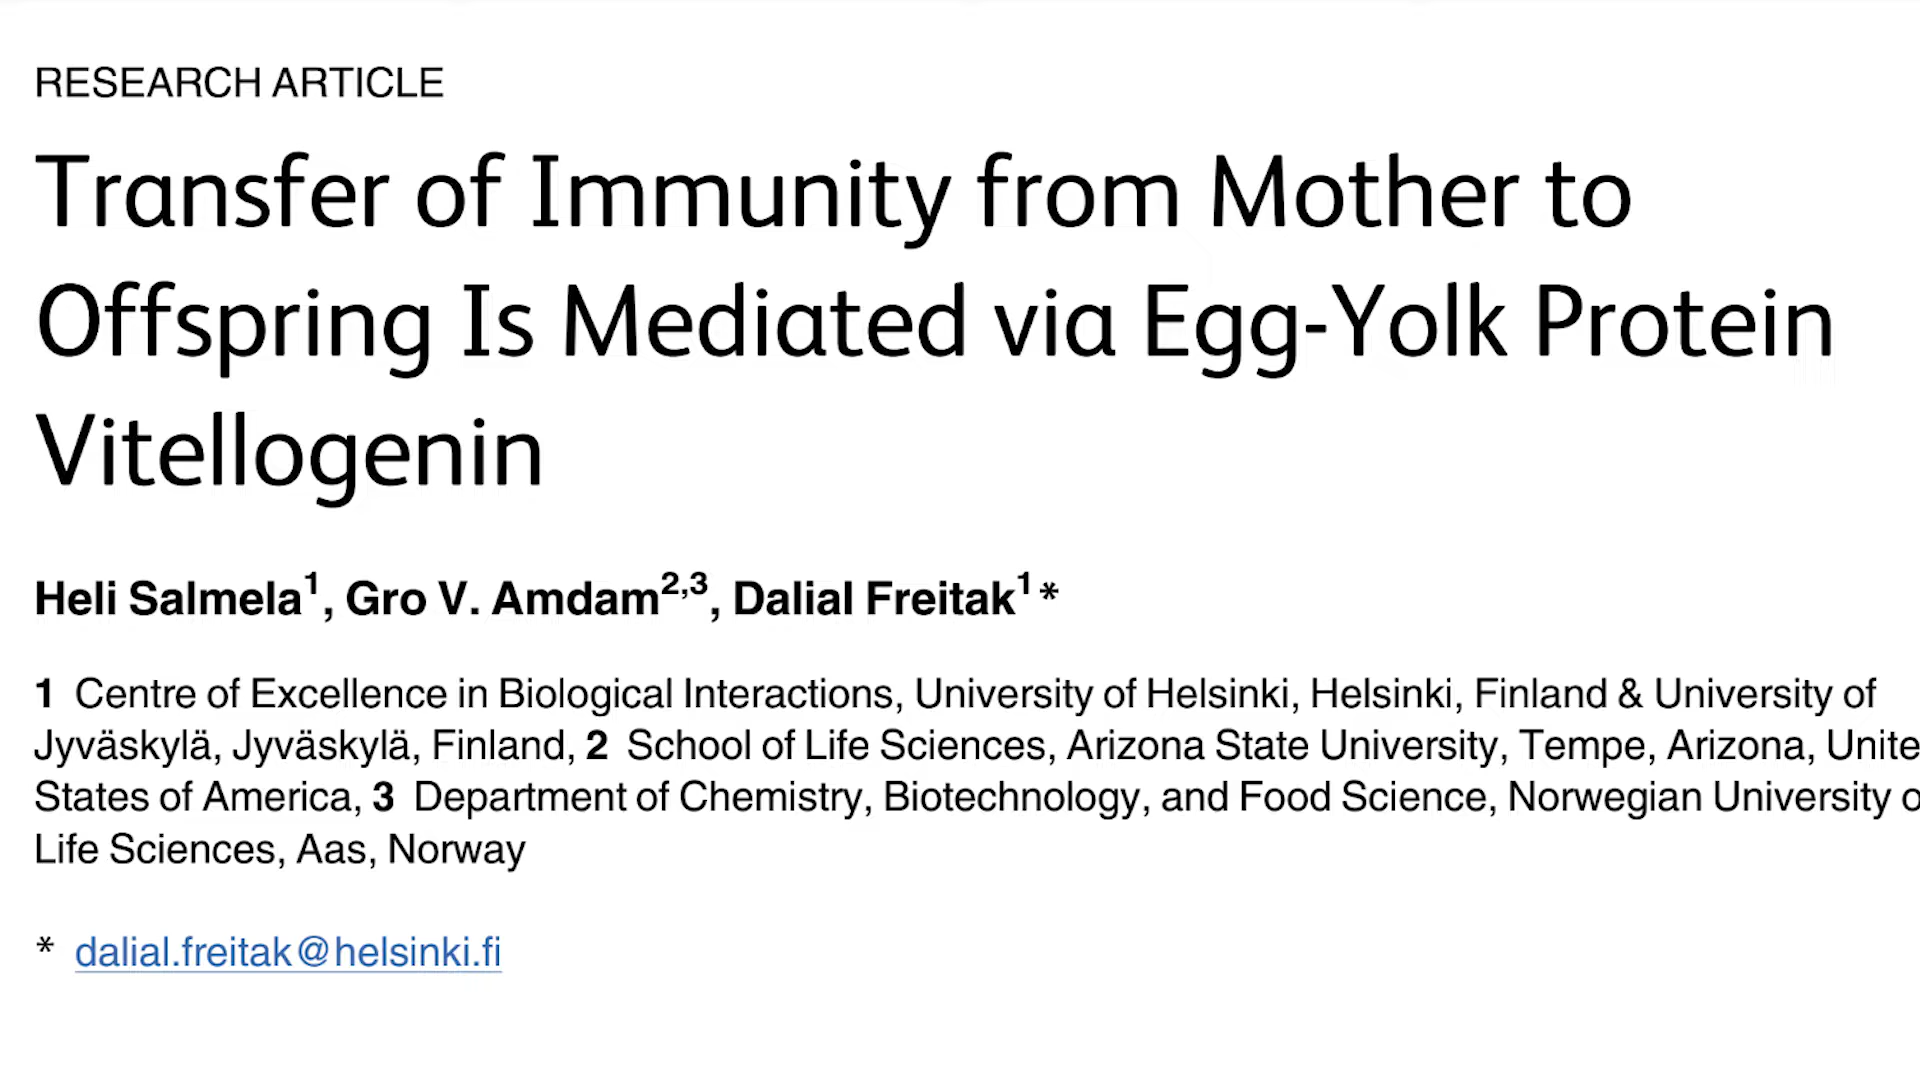 RESEARCH ARTICLE
Transfer of Immunity from Mother to
Offspring Is Mediated via Egg-Yolk Protein
Vitellogenin
Heli Salmela1, Gro V. Amdam2,3, Dalial Freitak1*
1 Centre of Excellence in Biological Interactions, University of Helsinki, Helsinki, Finland & University of
Jyväskylä, Jyväskylä, Finland, 2 School of Life Sciences, Arizona State University, Tempe, Arizona, Unite
States of America, 3 Department of Chemistry, Biotechnology, and Food Science, Norwegian University o
Life Sciences, Aas, Norway
* dalial.freitak@helsinki.fi